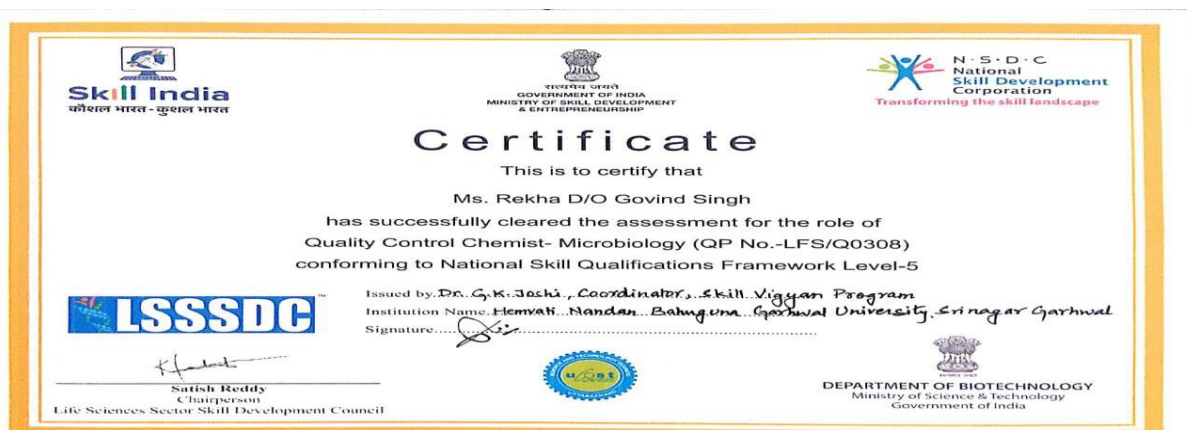 Skill India
कौशल भारत - कुशल भारत
सत्यमेव जयते
GOVERNMENT OF INDIA
MINISTRY OF SKILL DEVELOPMENT
& ENTREPRENEURSHIP
N·S·D·C
National
Skill Development
Corporation
Transforming the skill landscape
Certificate
This is to certify that
Ms. Rekha D/O Govind Singh
has successfully cleared the assessment for the role of
Quality Control Chemist- Microbiology (QP No.-LFS/Q0308)
conforming to National Skill Qualifications Framework Level-5
LSSSDC
Issued by Dr. G.K. Joshi, Coordinator, Skill Vigyan Program
Institution Name Hemvati Nandan Bahuguna Garhwal University, Srinagar Garhwal
Signature
Satish Reddy
Chairperson
Life Sciences Sector Skill Development Council
DEPARTMENT OF BIOTECHNOLOGY
Ministry of Science & Technology
Government of India